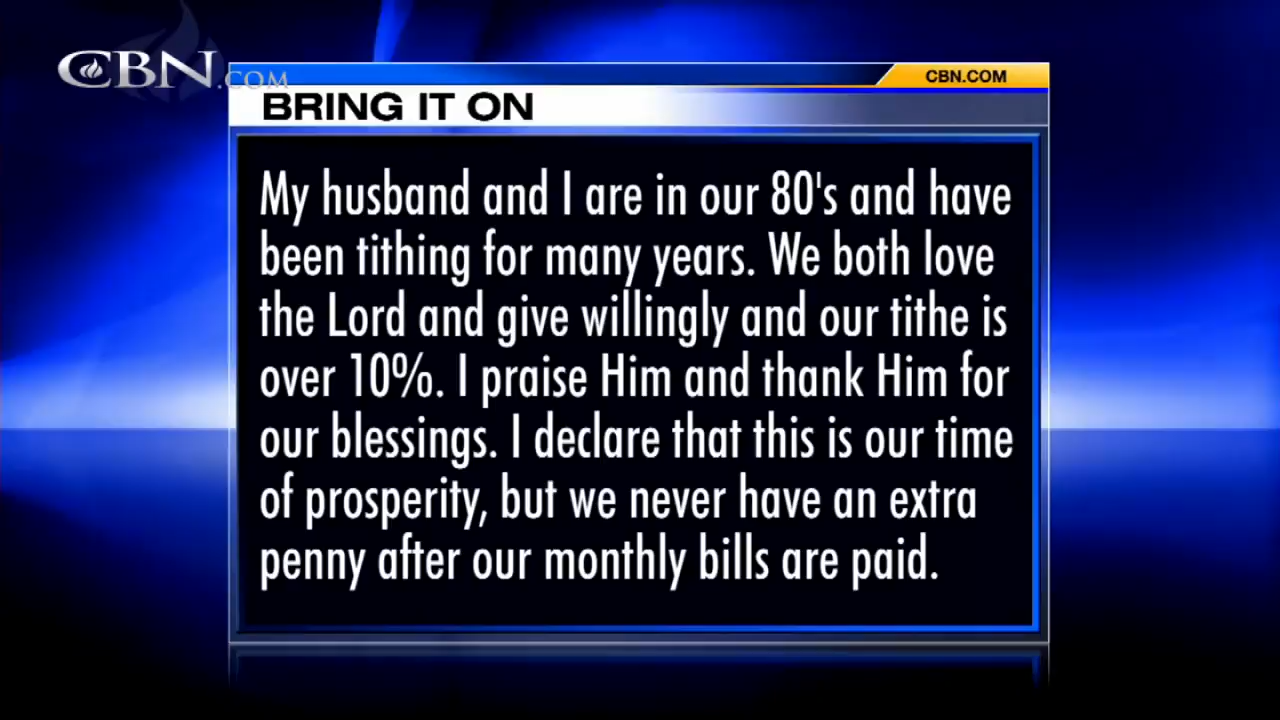 CBN.COM
CBN.COM
BRING IT ON
My husband and I are in our 80's and have
been tithing for many years. We both love
the Lord and give willingly and our tithe is
over 10%. I praise Him and thank Him for
our blessings. I declare that this is our time
of prosperity, but we never have an extra
penny after our monthly bills are paid.